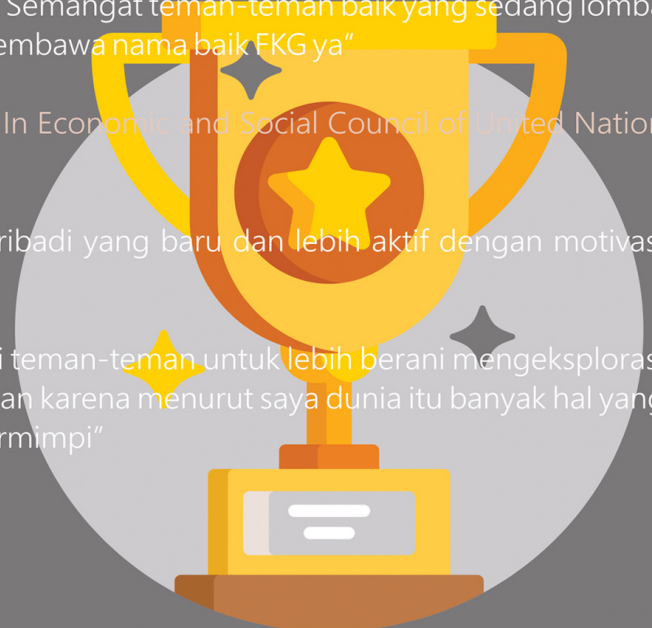 Semangat teman-teman baik yang sedang lomba
embawa nama baik FKG ya“
In Economic and Social Council of United Nation
ribadi yang baru dan lebih aktif dengan motivas
i teman-teman untuk lebih berani mengeksploras
an karena menurut saya dunia itu banyak hal yang
rmimpi”